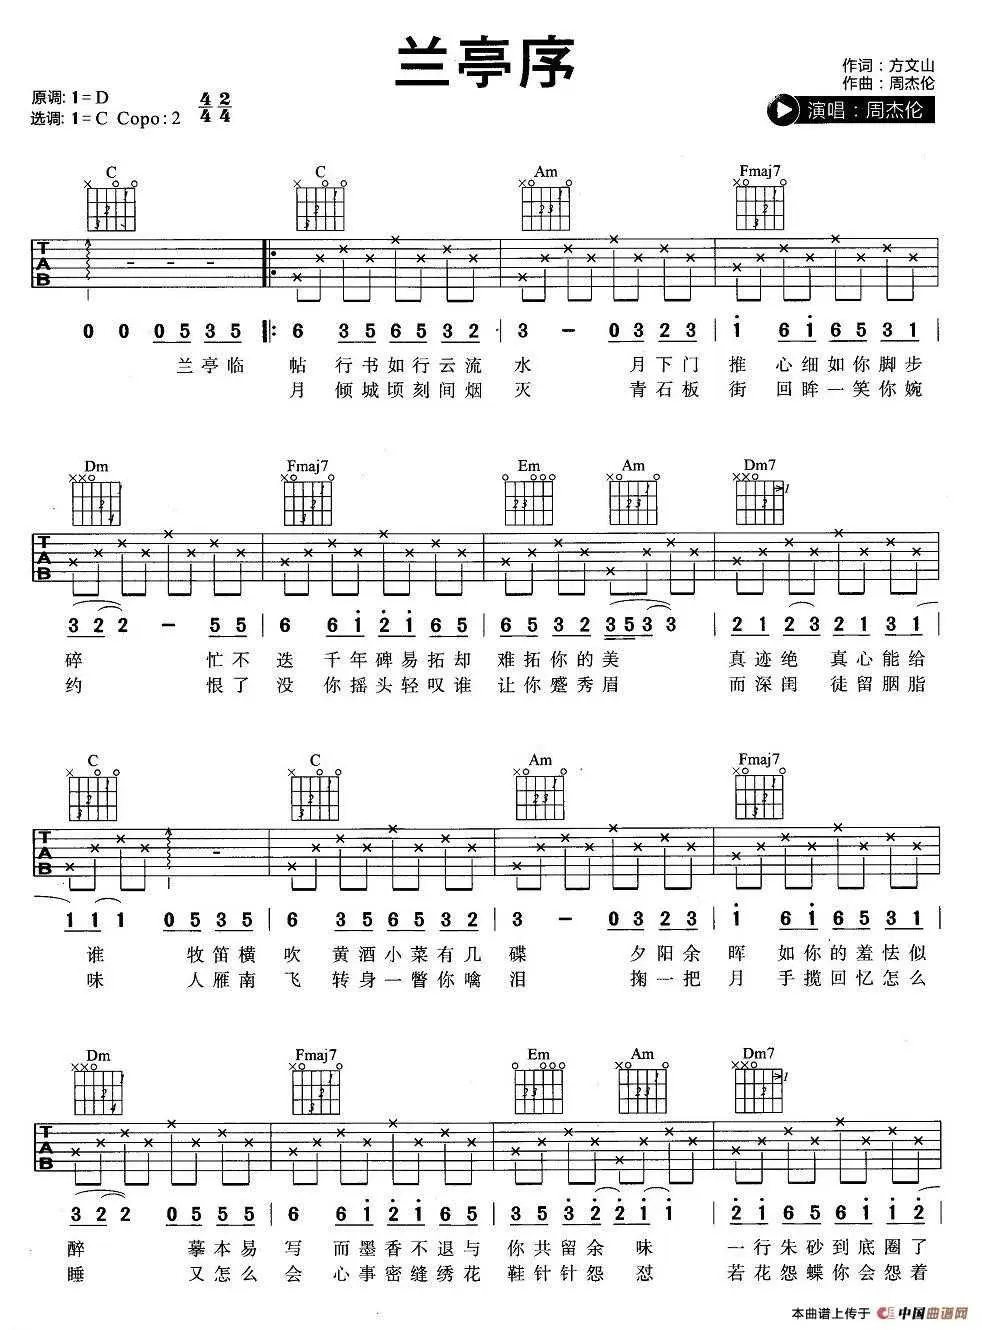 兰亭序
作词：方文山
作曲：周杰伦
演唱：周杰伦
原调: 1=D 4/4 2/4
选调: 1=C Copo: 2
C C Am Fmaj7
T A B
0 0 0 5 3 5 6 3 5 6 5 3 2 3 – 0 3 2 3 i 6 i 6 5 3 1
兰亭临 帖 行书如行云流 水 月下门 推 心细如你脚步
月 倾城顷刻间烟 灭 青石板 街 回眸一笑你婉
Dm Fmaj7 Em Am Dm7
T A B
3 2 2 – 5 5 6 6 i 2 i 6 5 6 5 3 2 3 5 3 3 2 1 2 3 2 1 3 1
碎 忙不 迭 千年碑易拓却 难拓你的美 真迹绝 真心能给
约 恨了 没 你摇头轻叹谁 让你蹙秀眉 而深闺 徒留胭脂
C C Am Fmaj7
T A B
1 1 1 0 5 3 5 6 3 5 6 5 3 2 3 – 0 3 2 3 i 6 i 6 5 3 1
谁 牧笛横 吹 黄酒小菜有几 碟 夕阳余 晖 如你的羞怯似
味 人雁南 飞 转身一瞥你噙 泪 掬一把 月 手揽回忆怎么
Dm Fmaj7 Em Am Dm7
T A B
3 2 2 0 5 5 5 6 6 i 2 i 6 5 3 5 3 2 2 i i 2 i 6 5 6 i i 2
醉 摹本易 写 而墨香不退与 你共留余 味 一行朱砂到底圈了
睡 又怎么 会 心事密缝绣花 鞋针针怨 怼 若花怨蝶你会怨着
本曲谱上传于 中国曲谱网